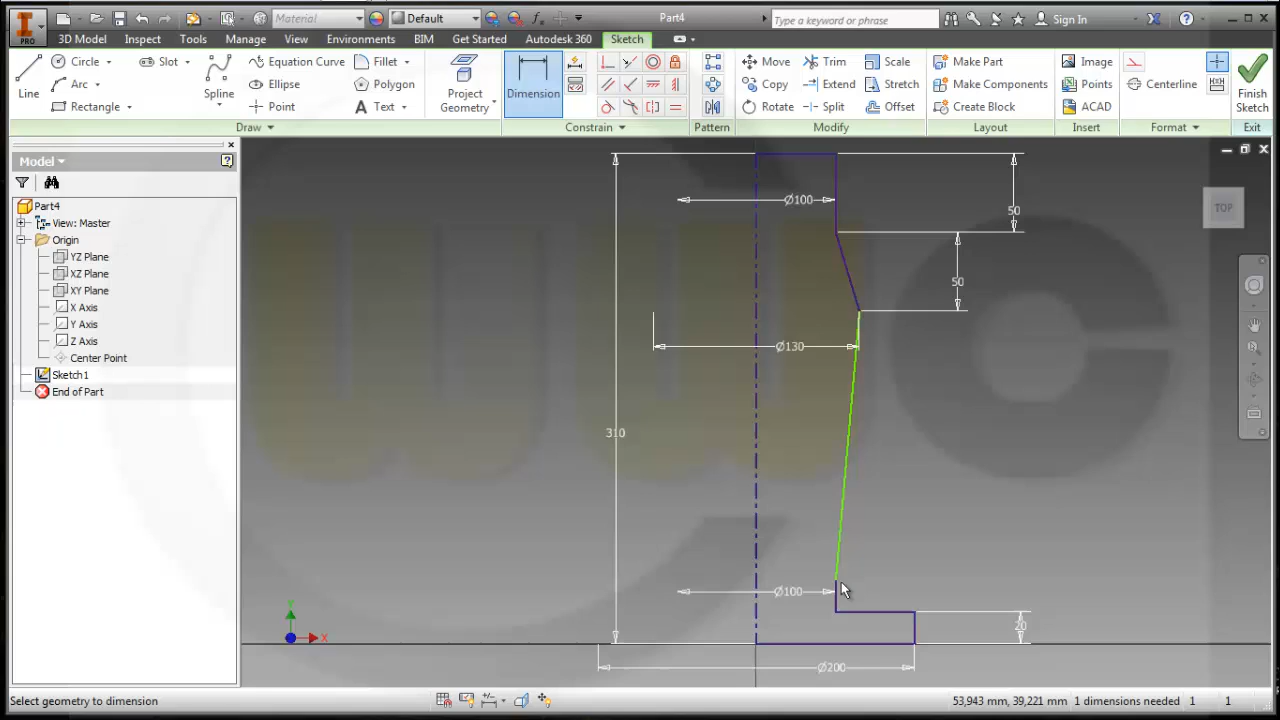 PRO
Material
Default
Part4
Type a keyword or phrase
Sign In
3D Model Inspect Tools Manage View Environments BIM Get Started Autodesk 360 Sketch
Line
Circle
Arc
Rectangle
Slot
Spline
Equation Curve
Ellipse
Point
Fillet
Polygon
Text
Project
Geometry
Dimension
Move
Copy
Rotate
Trim
Extend
Split
Scale
Stretch
Offset
Make Part
Make Components
Create Block
Image
Points
ACAD
Centerline
Finish
Sketch
Draw Constrain Pattern Modify Layout Insert Format Exit
Model
Part4
View: Master
Origin
YZ Plane
XZ Plane
XY Plane
X Axis
Y Axis
Z Axis
Center Point
Sketch1
End of Part
TOP
Ø100
50
50
Ø130
310
Ø100
20
Ø200
Y
X
Select geometry to dimension
53,943 mm, 39,221 mm 1 dimensions needed 1 1